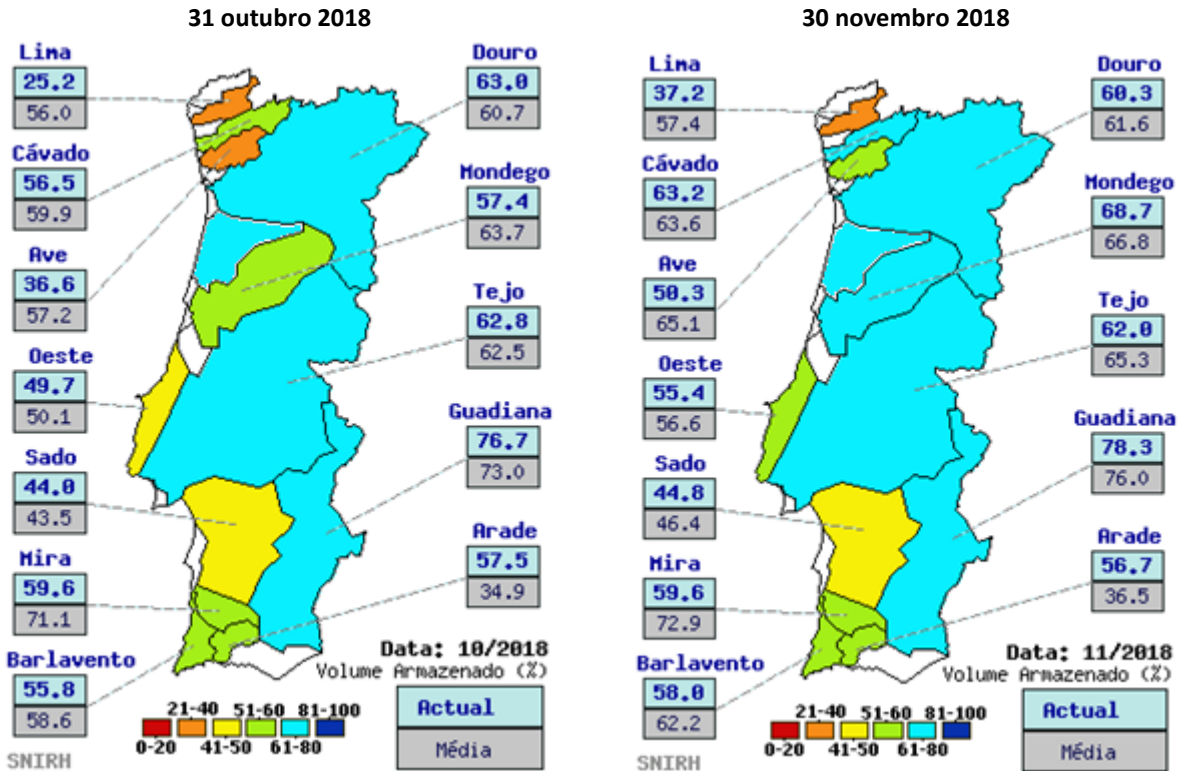 31 outubro 2018
Lima
25.2
56.0
Douro
63.0
60.7
Cávado
56.5
59.9
Mondego
57.4
63.7
Ave
36.6
57.2
Tejo
62.8
62.5
Oeste
49.7
50.1
Guadiana
76.7
73.0
Sado
44.0
43.5
Arade
57.5
34.9
Mira
59.6
71.1
Barlavento
55.8
58.6
Data: 10/2018
Volume Armazenado (%)
21-40 51-60 81-100
0-20 41-50 61-80
Actual
Média
SNIRH
30 novembro 2018
Lima
37.2
57.4
Douro
60.3
61.6
Cávado
63.2
63.6
Mondego
68.7
66.8
Ave
50.3
65.1
Tejo
62.0
65.3
Oeste
55.4
56.6
Guadiana
78.3
76.0
Sado
44.8
46.4
Arade
56.7
36.5
Mira
59.6
72.9
Barlavento
58.0
62.2
Data: 11/2018
Volume Armazenado (%)
21-40 51-60 81-100
0-20 41-50 61-80
Actual
Média
SNIRH